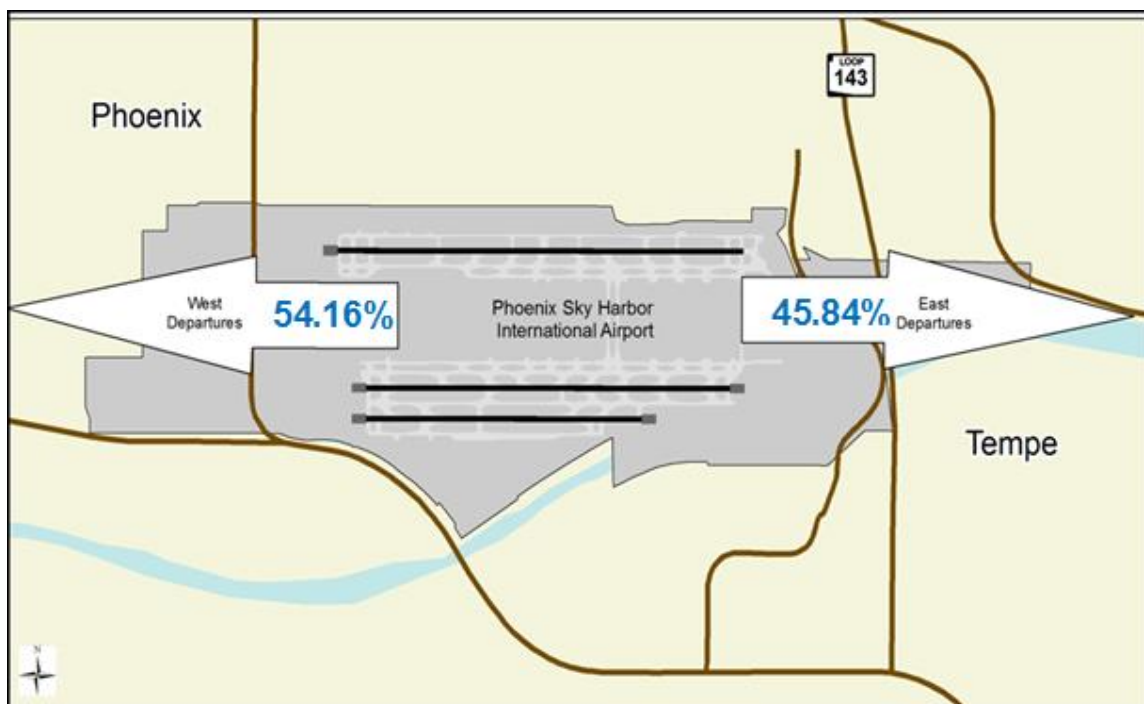 LOOP
143
Phoenix
West
Departures
54.16%
Phoenix Sky Harbor
International Airport
45.84%
East
Departures
Tempe
N